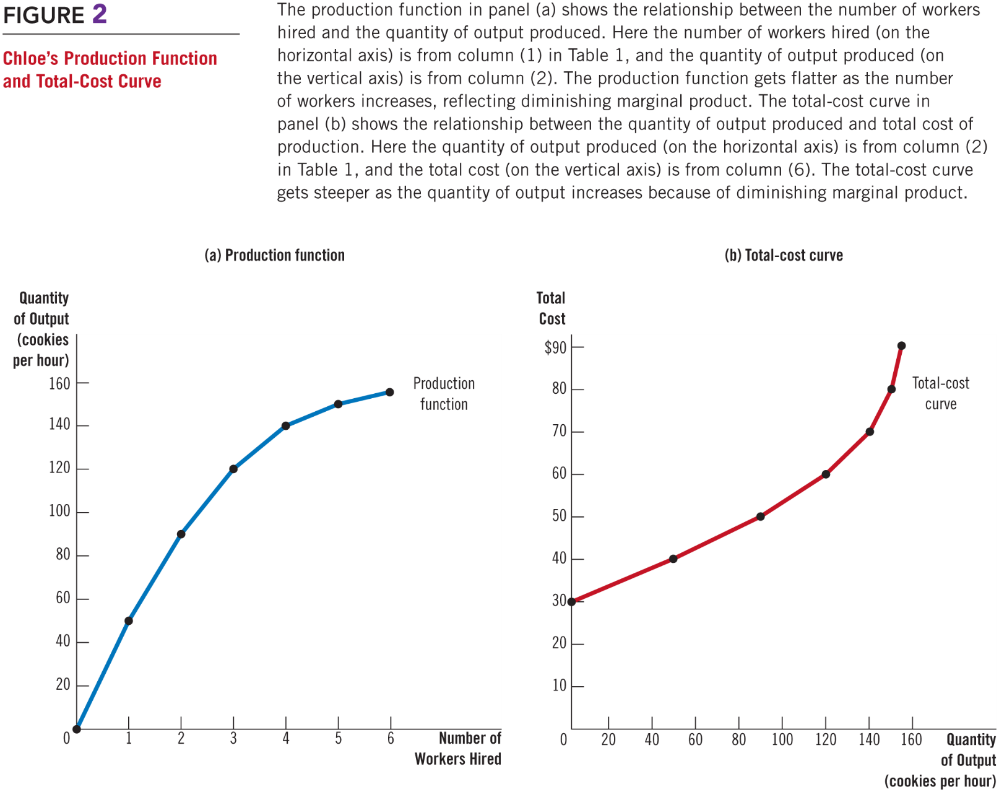 FIGURE 2
Chloe's Production Function
and Total-Cost Curve
The production function in panel (a) shows the relationship between the number of workers
hired and the quantity of output produced. Here the number of workers hired (on the
horizontal axis) is from column (1) in Table 1, and the quantity of output produced (on
the vertical axis) is from column (2). The production function gets flatter as the number
of workers increases, reflecting diminishing marginal product. The total-cost curve in
panel (b) shows the relationship between the quantity of output produced and total cost of
production. Here the quantity of output produced (on the horizontal axis) is from column (2)
in Table 1, and the total cost (on the vertical axis) is from column (6). The total-cost curve
gets steeper as the quantity of output increases because of diminishing marginal product.
(a) Production function
Quantity
of Output
(cookies
per hour)
160
140
120
100
80
60
40
20
0
1
2
3
4
5
6
Number of
Workers Hired
Production
function
(b) Total-cost curve
Total
Cost
$90
80
70
60
50
40
30
20
10
0
20
40
60
80
100
120
140
160
Quantity
of Output
(cookies per hour)
Total-cost
curve